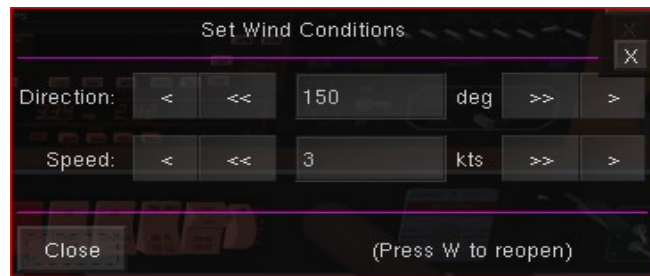 Set Wind Conditions
X
Direction: < << 150 deg >> >
Speed: < << 3 kts >> >
Close (Press W to reopen)